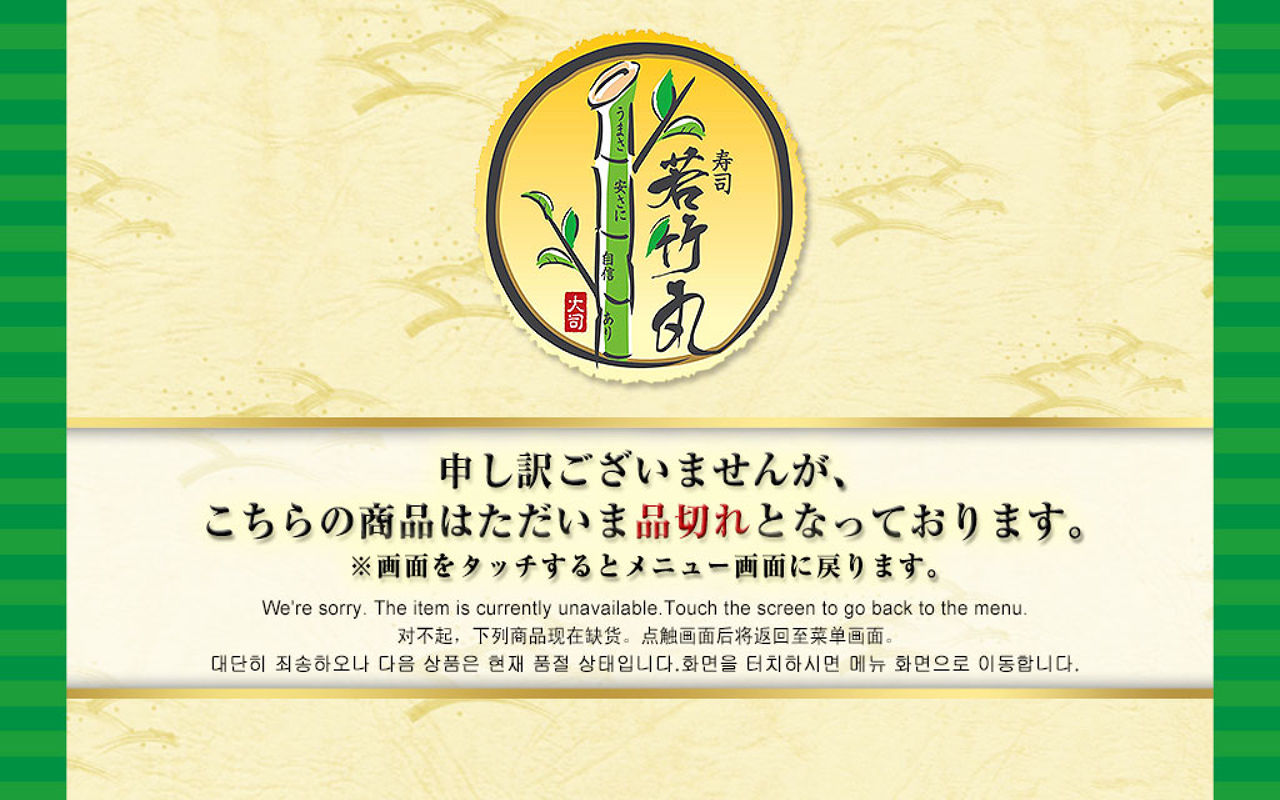 うまさ
安さに
自信
あり
寿司
若竹丸
大司
申し訳ございませんが、
こちらの商品はただいま品切れとなっております。
※画面をタッチするとメニュー画面に戻ります。
We're sorry. The item is currently unavailable.Touch the screen to go back to the menu.
对不起，下列商品现在缺货。点触画面后将返回至菜单画面。
대단히 죄송하오나 다음 상품은 현재 품절 상태입니다.화면을 터치하시면 메뉴 화면으로 이동합니다.